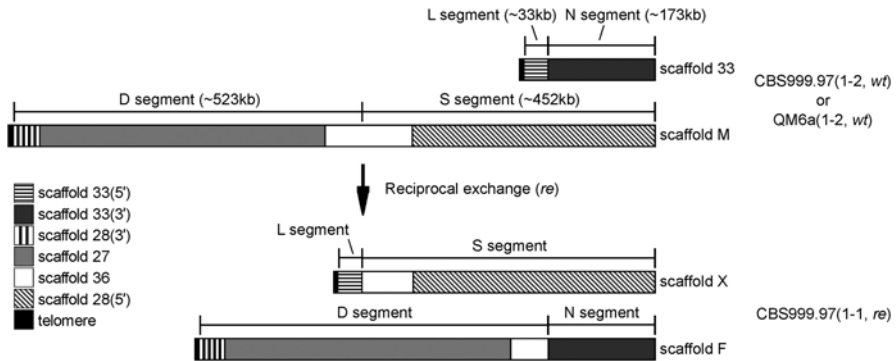 L segment (~33kb) N segment (~173kb)
scaffold 33
CBS999.97(1-2, wt)
or
QM6a(1-2, wt)
D segment (~523kb) S segment (~452kb)
scaffold M
Reciprocal exchange (re)
scaffold 33(5')
scaffold 33(3')
scaffold 28(3')
scaffold 27
scaffold 36
scaffold 28(5')
telomere
L segment S segment
scaffold X
CBS999.97(1-1, re)
D segment N segment
scaffold F